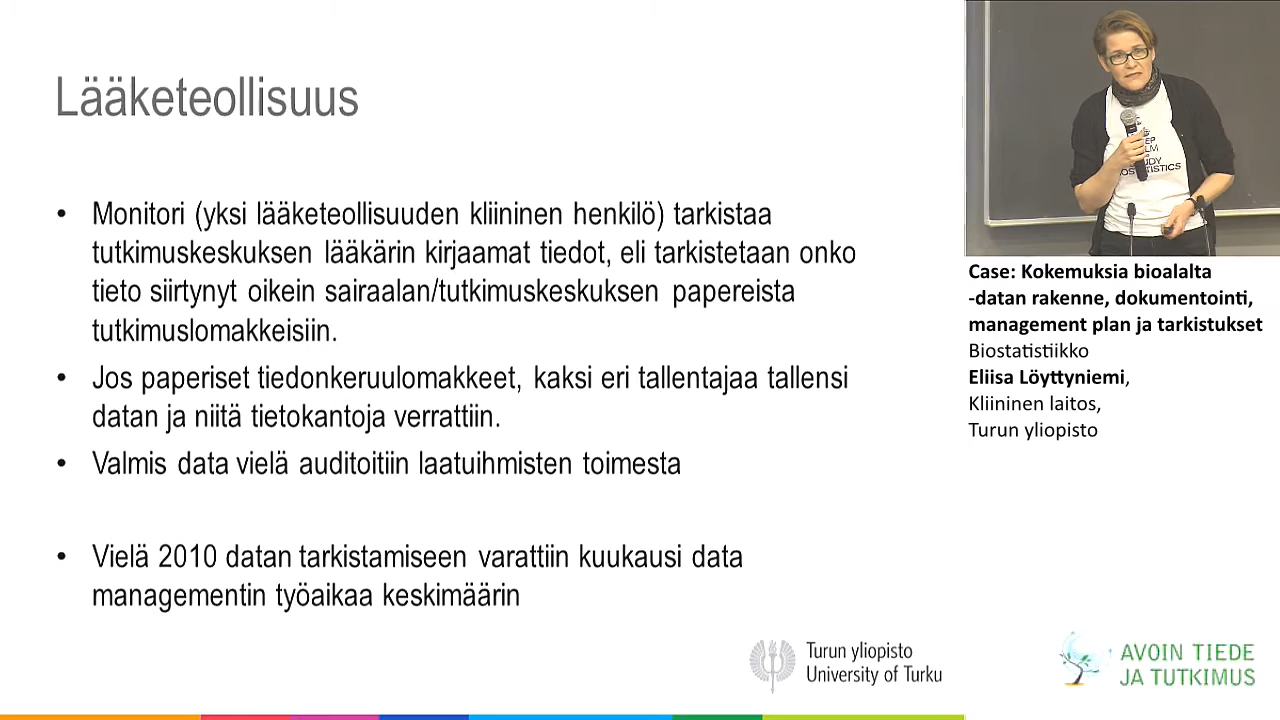 Lääketeollisuus
• Monitori (yksi lääketeollisuuden kliininen henkilö) tarkistaa
tutkimuskeskuksen lääkärin kirjaamat tiedot, eli tarkistetaan onko
tieto siirtynyt oikein sairaalan/tutkimuskeskuksen papereista
tutkimuslomakkeisiin.
• Jos paperiset tiedonkeruulomakkeet, kaksi eri tallentajaa tallensi
datan ja niitä tietokantoja verrattiin.
• Valmis data vielä auditoitiin laatuihmisten toimesta
• Vielä 2010 datan tarkistamiseen varattiin kuukausi data
managementin työaikaa keskimäärin
Turun yliopisto
University of Turku
Case: Kokemuksia bioalalta
-datan rakenne, dokumentointi,
management plan ja tarkistukset
Biostatistiikko
Eliisa Löyttyniemi,
Kliininen laitos,
Turun yliopisto
AVOIN TIEDE
JA TUTKIMUS